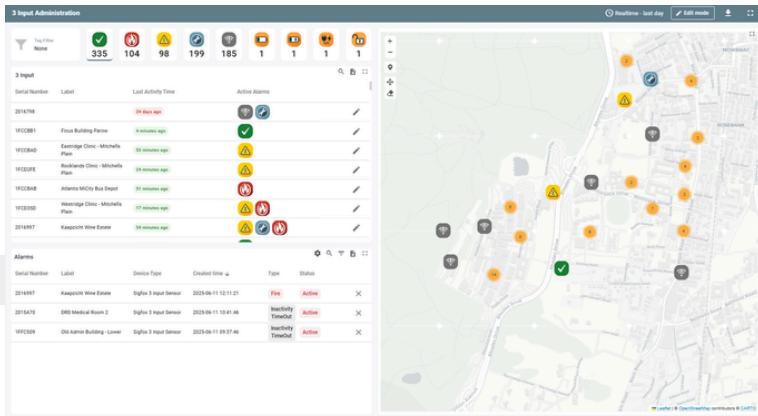 3 Input Administration
Realtime - last day
Edit mode
Tag Filter
None
335
104
98
199
185
1
1
1
1
3 Input
Serial Number Label Last Activity Time Active Alarms
2016798 24 days ago
1FCCBB1 Ficus Building Parow 4 minutes ago
1FCCBAD Eastridge Clinic - Mitchells Plain 50 minutes ago
1FCEUFE Rocklands Clinic - Mitchells Plain 24 minutes ago
1FCCBAB Atlantis MiCity Bus Depot 51 minutes ago
1FCE05D Westridge Clinic - Mitchells Plain 17 minutes ago
2016997 Kaapzicht Wine Estate 54 minutes ago
Alarms
Serial Number Label Device Type Created time Type Status
2016997 Kaapzicht Wine Estate Sigfox 3 Input Sensor 2025-06-11 12:11:21 Fire Active
2015A70 DRD Medical Room 2 Sigfox 3 Input Sensor 2025-06-11 10:41:46 Inactivity TimeOut Active
1FFC509 Old Admin Building - Lower Sigfox 3 Input Sensor 2025-06-11 09:37:46 Inactivity TimeOut Active
ROSEBANK
Leaflet | © OpenStreetMap contributors © CARTO